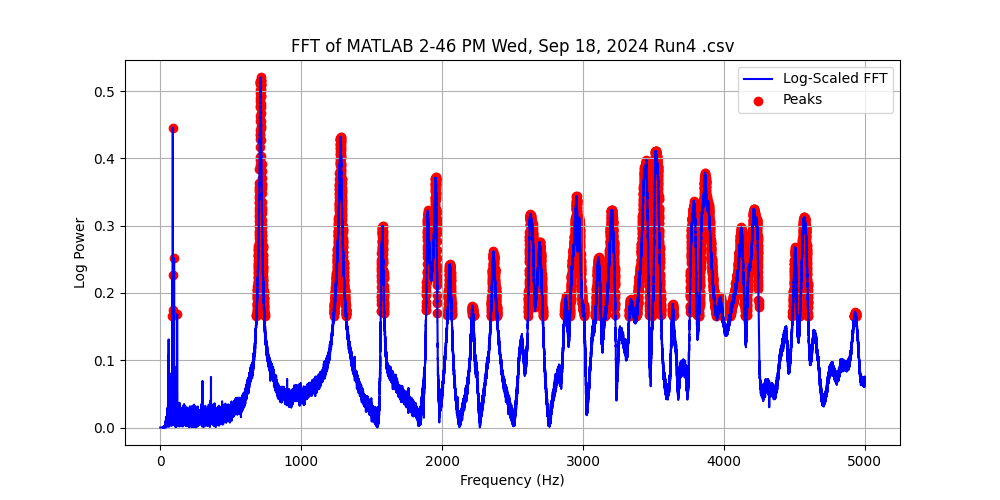 FFT of MATLAB 2-46 PM Wed, Sep 18, 2024 Run4 .csv
Log-Scaled FFT
Peaks
Log Power
0.5
0.4
0.3
0.2
0.1
0.0
0 1000 2000 3000 4000 5000
Frequency (Hz)